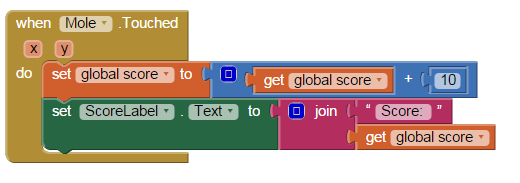 when Mole .Touched
x y
do set global score to get global score + 10
set ScoreLabel . Text to join " Score: "
get global score